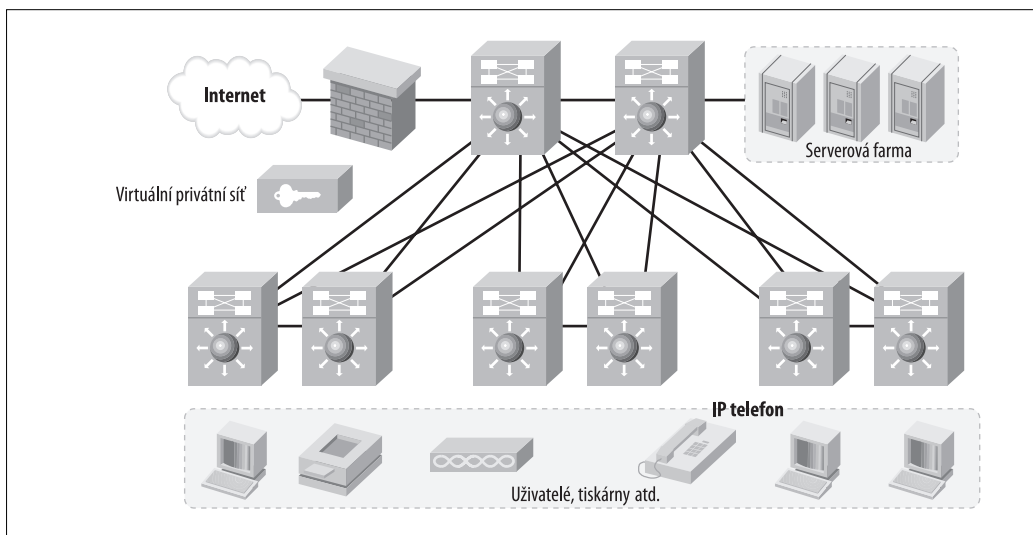 Internet
Serverová farma
Virtuální privátní síť
IP telefon
Uživatelé, tiskárny atd.